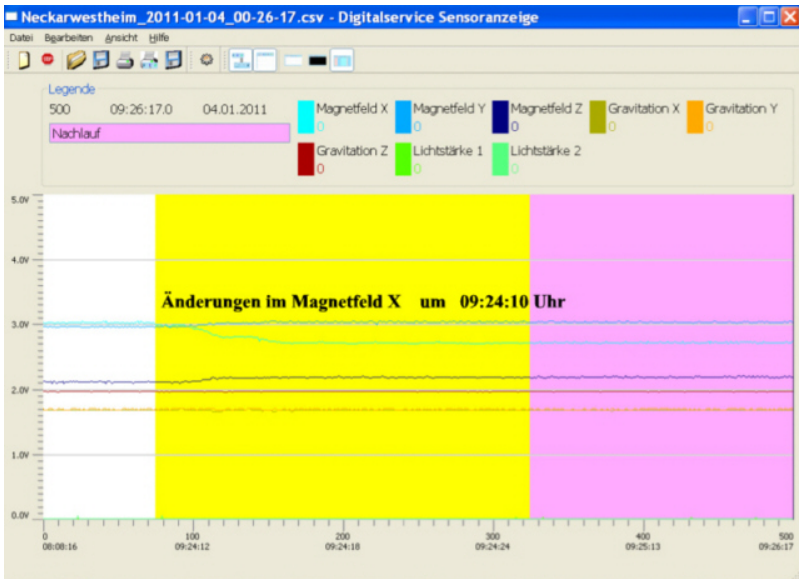 Neckarwestheim_2011-01-04_00-26-17.csv - Digitalservice Sensoranzeige
Datei Bearbeiten Ansicht Hilfe
Legende
500 09:26:17.0 04.01.2011
Nachlauf
Magnetfeld X Magnetfeld Y Magnetfeld Z Gravitation X Gravitation Y
0 0 0 0 0
Gravitation Z Lichtstärke 1 Lichtstärke 2
0 0 0
5.0V
4.0V
Änderungen im Magnetfeld X um 09:24:10 Uhr
3.0V
2.0V
1.0V
0.0V
0 100 200 300 400 500
08:08:16 09:24:12 09:24:18 09:24:24 09:25:13 09:26:17